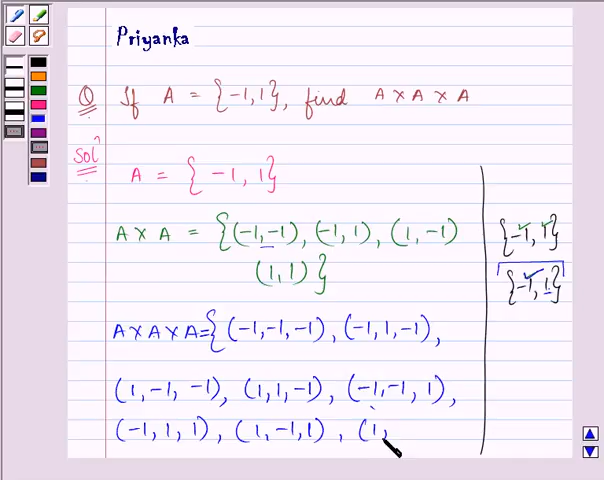 Priyanka
Q If A = {-1, 1}, find A × A × A
Solⁿ
A = { -1, 1}
A × A = {(-1, -1), (-1, 1), (1, -1)
(1, 1)}
{-1, 1}
{-1, 1}
A × A × A = { (-1, -1, -1), (-1, 1, -1),
(1, -1, -1), (1, 1, -1), (-1, -1, 1),
(-1, 1, 1), (1, -1, 1), (1,